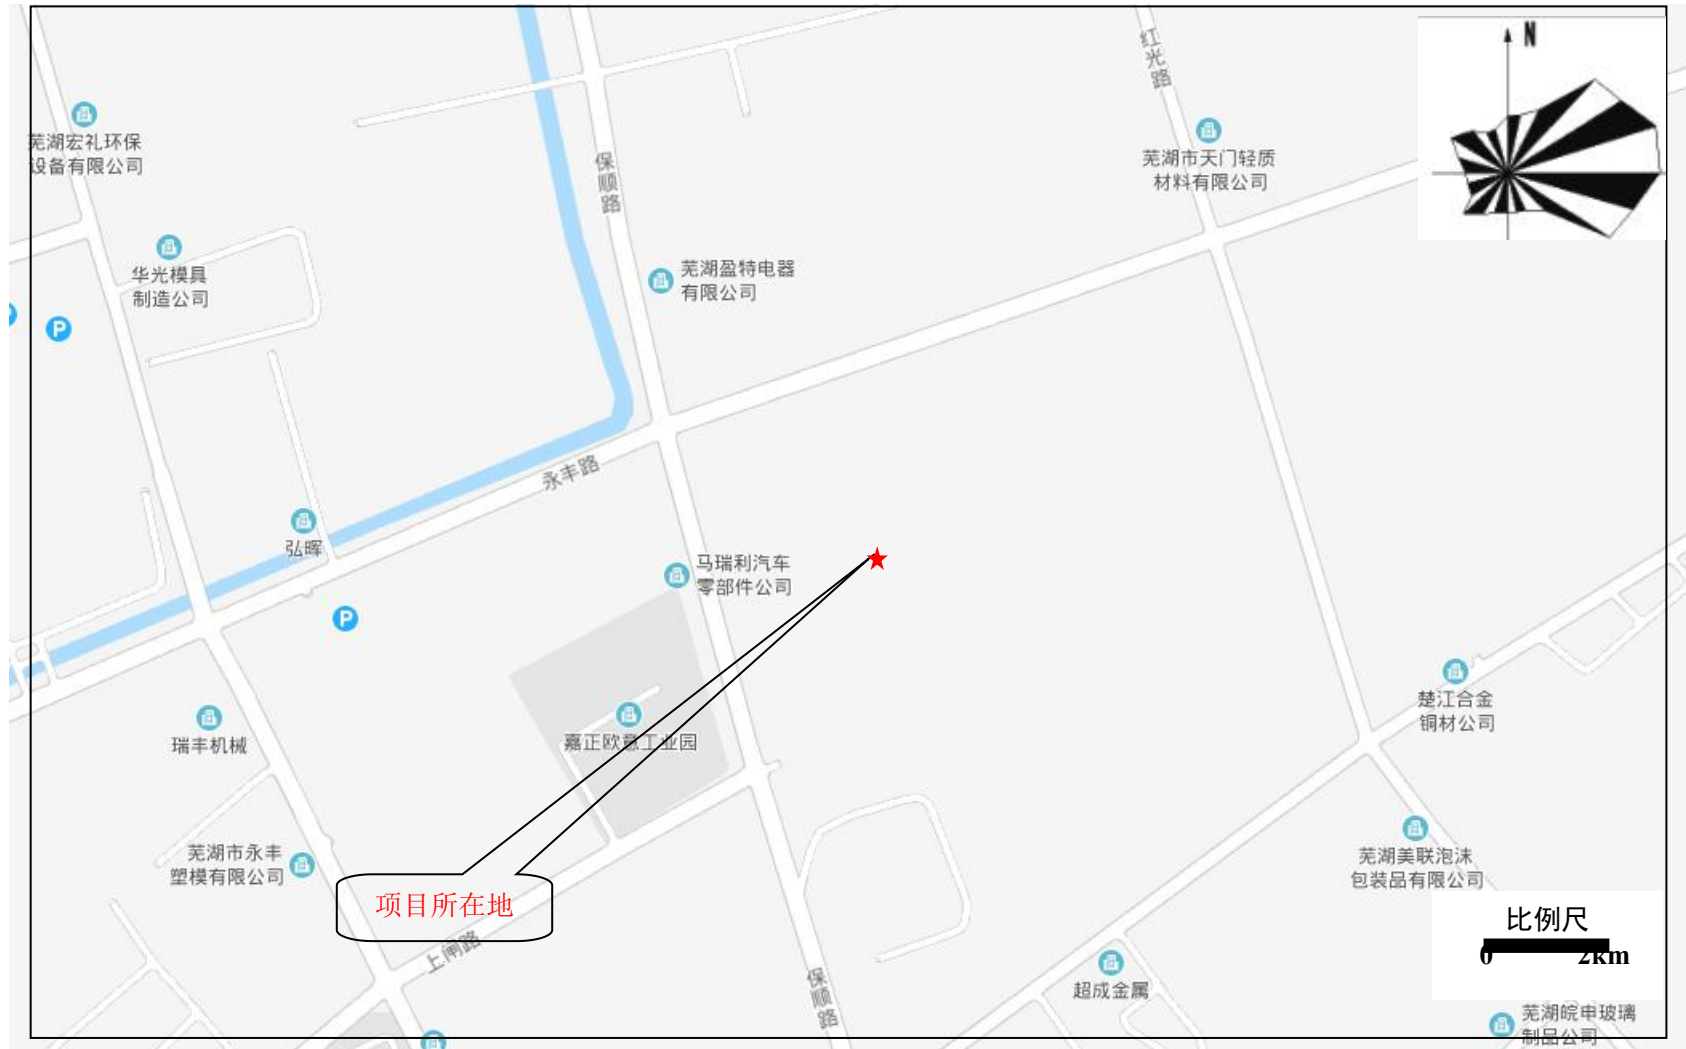 N
红光路
芜湖宏礼环保
设备有限公司
芜湖市天门轻质
材料有限公司
保顺路
华光模具
制造公司
芜湖盈特电器
有限公司
P
永丰路
弘晖
马瑞利汽车
零部件公司
P
楚江合金
铜材公司
瑞丰机械
嘉正欧意工业园
芜湖市永丰
塑模有限公司
芜湖美联泡沫
包装品有限公司
项目所在地
比例尺
0 2km
上闸路
保顺路
超成金属
芜湖皖申玻璃
制品公司